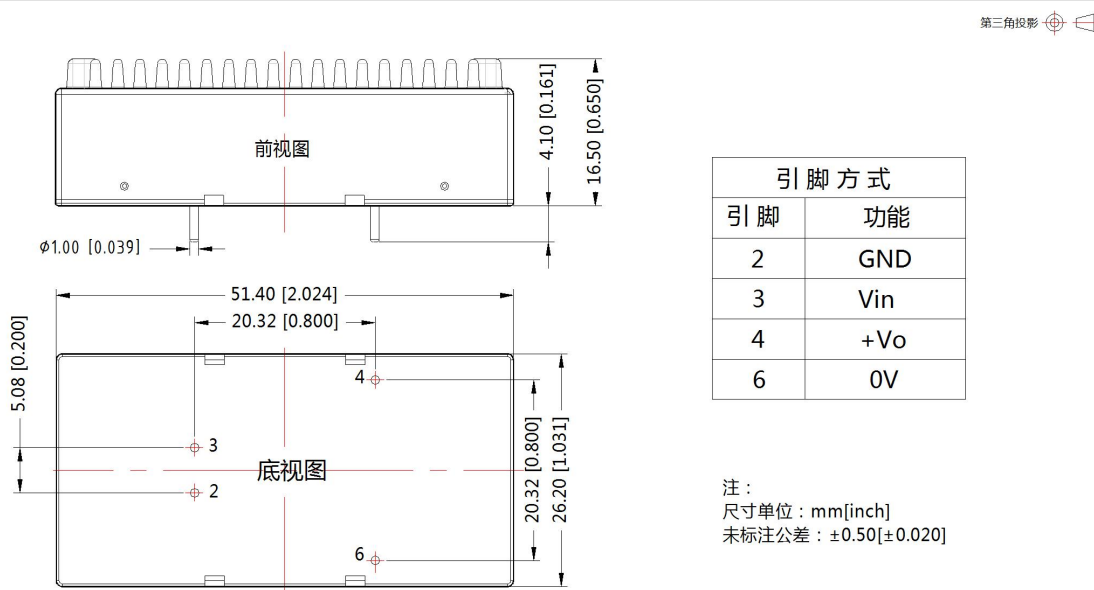 第三角投影
前视图
4.10 [0.161]
16.50 [0.650]
φ1.00 [0.039]
51.40 [2.024]
20.32 [0.800]
5.08 [0.200]
4
3
底视图
2
6
20.32 [0.800]
26.20 [1.031]
引脚方式
引脚 功能
2 GND
3 Vin
4 +Vo
6 0V
注：
尺寸单位：mm[inch]
未标注公差：±0.50[±0.020]